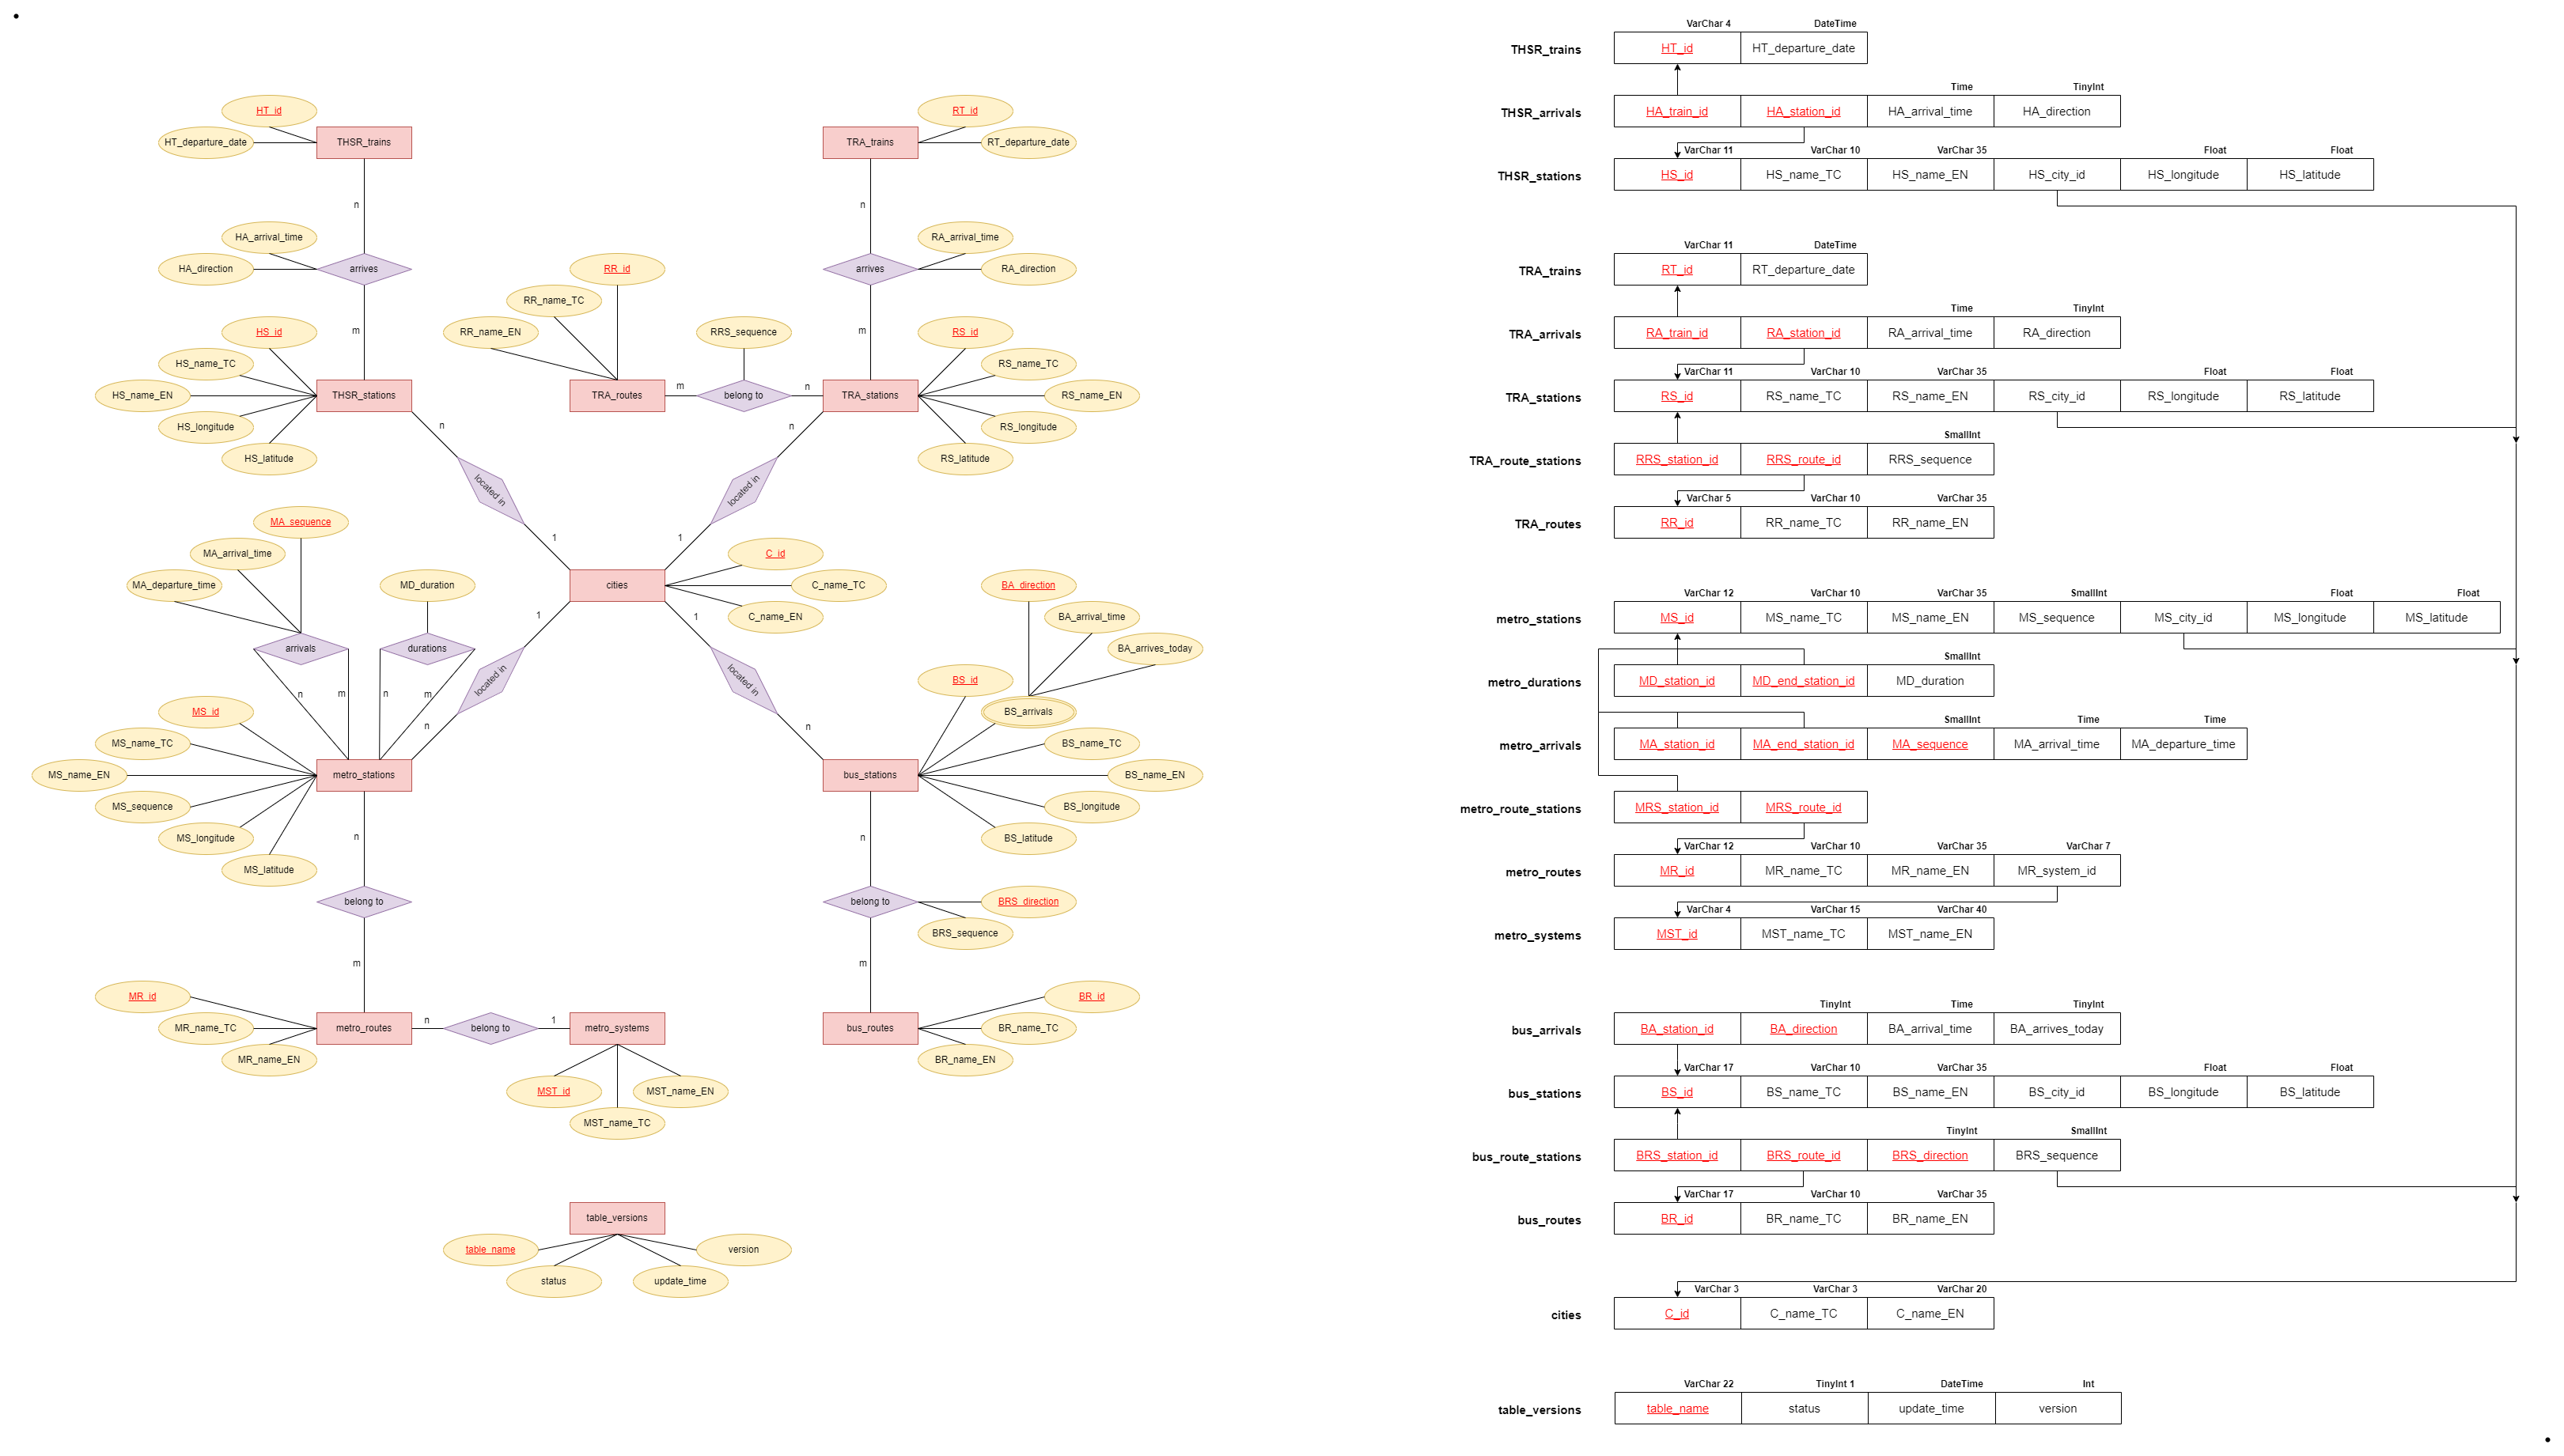 HT_id
HT_departure_date
THSR_trains
n
HA_arrival_time
HA_direction
arrives
m
HS_id
HS_name_TC
HS_name_EN
THSR_stations
HS_longitude
HS_latitude
n
located in
1
RT_id
TRA_trains
RT_departure_date
n
RA_arrival_time
arrives
RA_direction
m
RR_id
RR_name_TC
RR_name_EN
RRS_sequence
TRA_routes
m
belong to
n
TRA_stations
RS_id
RS_name_TC
RS_name_EN
RS_longitude
RS_latitude
n
located in
1
cities
C_id
C_name_TC
C_name_EN
MA_sequence
MA_arrival_time
MA_departure_time
MD_duration
arrivals
durations
n
m
n
m
1
located in
n
MS_id
MS_name_TC
MS_name_EN
metro_stations
MS_sequence
MS_longitude
MS_latitude
n
belong to
m
MR_id
MR_name_TC
metro_routes
MR_name_EN
n
belong to
1
metro_systems
MST_id
MST_name_TC
MST_name_EN
1
located in
n
BA_direction
BA_arrival_time
BA_arrives_today
BS_id
BS_arrivals
BS_name_TC
bus_stations
BS_name_EN
BS_longitude
BS_latitude
n
belong to
BRS_direction
BRS_sequence
m
BR_id
bus_routes
BR_name_TC
BR_name_EN
table_versions
table_name
version
status
update_time
VarChar 4 DateTime
THSR_trains HT_id HT_departure_date
Time TinyInt
THSR_arrivals HA_train_id HA_station_id HA_arrival_time HA_direction
VarChar 11 VarChar 10 VarChar 35 Float Float
THSR_stations HS_id HS_name_TC HS_name_EN HS_city_id HS_longitude HS_latitude
VarChar 11 DateTime
TRA_trains RT_id RT_departure_date
Time TinyInt
TRA_arrivals RA_train_id RA_station_id RA_arrival_time RA_direction
VarChar 11 VarChar 10 VarChar 35 Float Float
TRA_stations RS_id RS_name_TC RS_name_EN RS_city_id RS_longitude RS_latitude
SmallInt
TRA_route_stations RRS_station_id RRS_route_id RRS_sequence
VarChar 5 VarChar 10 VarChar 35
TRA_routes RR_id RR_name_TC RR_name_EN
VarChar 12 VarChar 10 VarChar 35 SmallInt Float Float
metro_stations MS_id MS_name_TC MS_name_EN MS_sequence MS_city_id MS_longitude MS_latitude
SmallInt
metro_durations MD_station_id MD_end_station_id MD_duration
SmallInt Time Time
metro_arrivals MA_station_id MA_end_station_id MA_sequence MA_arrival_time MA_departure_time
metro_route_stations MRS_station_id MRS_route_id
VarChar 12 VarChar 10 VarChar 35 VarChar 7
metro_routes MR_id MR_name_TC MR_name_EN MR_system_id
VarChar 4 VarChar 15 VarChar 40
metro_systems MST_id MST_name_TC MST_name_EN
TinyInt Time TinyInt
bus_arrivals BA_station_id BA_direction BA_arrival_time BA_arrives_today
VarChar 17 VarChar 10 VarChar 35 Float Float
bus_stations BS_id BS_name_TC BS_name_EN BS_city_id BS_longitude BS_latitude
TinyInt SmallInt
bus_route_stations BRS_station_id BRS_route_id BRS_direction BRS_sequence
VarChar 17 VarChar 10 VarChar 35
bus_routes BR_id BR_name_TC BR_name_EN
VarChar 3 VarChar 3 VarChar 20
cities C_id C_name_TC C_name_EN
VarChar 22 TinyInt 1 DateTime Int
table_versions table_name status update_time version